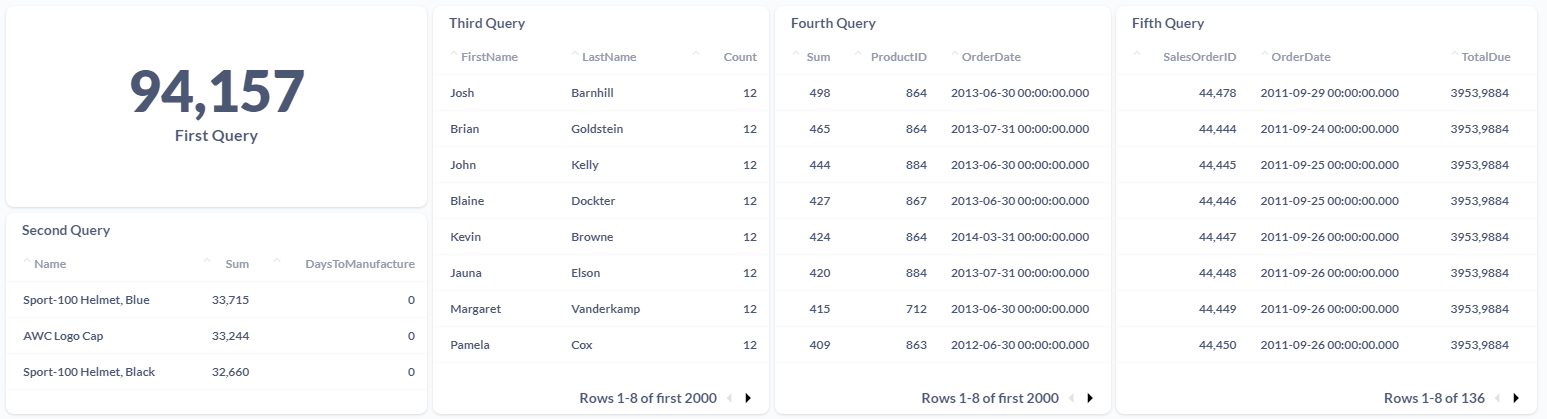 94,157
First Query
Second Query
Name Sum DaysToManufacture
Sport-100 Helmet, Blue 33,715 0
AWC Logo Cap 33,244 0
Sport-100 Helmet, Black 32,660 0
Third Query
FirstName LastName Count
Josh Barnhill 12
Brian Goldstein 12
John Kelly 12
Blaine Dockter 12
Kevin Browne 12
Jauna Elson 12
Margaret Vanderkamp 12
Pamela Cox 12
Rows 1-8 of first 2000
Fourth Query
Sum ProductID OrderDate
498 864 2013-06-30 00:00:00.000
465 864 2013-07-31 00:00:00.000
444 884 2013-06-30 00:00:00.000
427 867 2013-06-30 00:00:00.000
424 864 2014-03-31 00:00:00.000
420 884 2013-07-31 00:00:00.000
415 712 2013-06-30 00:00:00.000
409 863 2012-06-30 00:00:00.000
Rows 1-8 of first 2000
Fifth Query
SalesOrderID OrderDate TotalDue
44,478 2011-09-29 00:00:00.000 3953,9884
44,444 2011-09-24 00:00:00.000 3953,9884
44,445 2011-09-25 00:00:00.000 3953,9884
44,446 2011-09-25 00:00:00.000 3953,9884
44,447 2011-09-26 00:00:00.000 3953,9884
44,448 2011-09-26 00:00:00.000 3953,9884
44,449 2011-09-26 00:00:00.000 3953,9884
44,450 2011-09-26 00:00:00.000 3953,9884
Rows 1-8 of 136